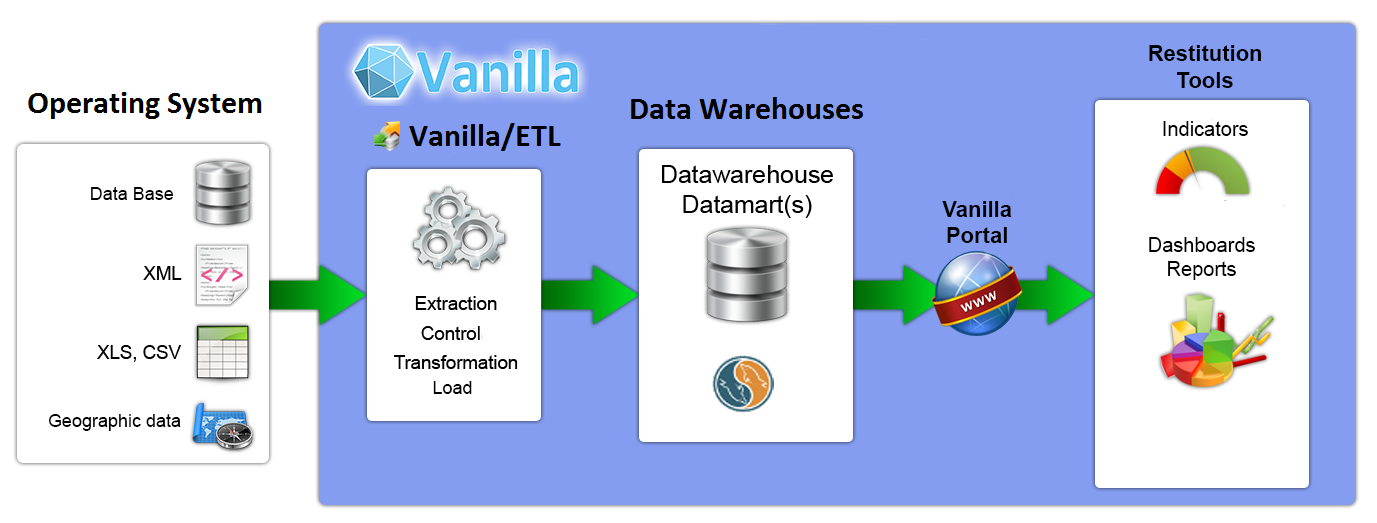 Operating System
Data Base
XML
</>
XLS, CSV
Geographic data
Vanilla
Vanilla/ETL
Extraction
Control
Transformation
Load
Data Warehouses
Datawarehouse
Datamart(s)
Vanilla
Portal
www
Restitution
Tools
Indicators
Dashboards
Reports